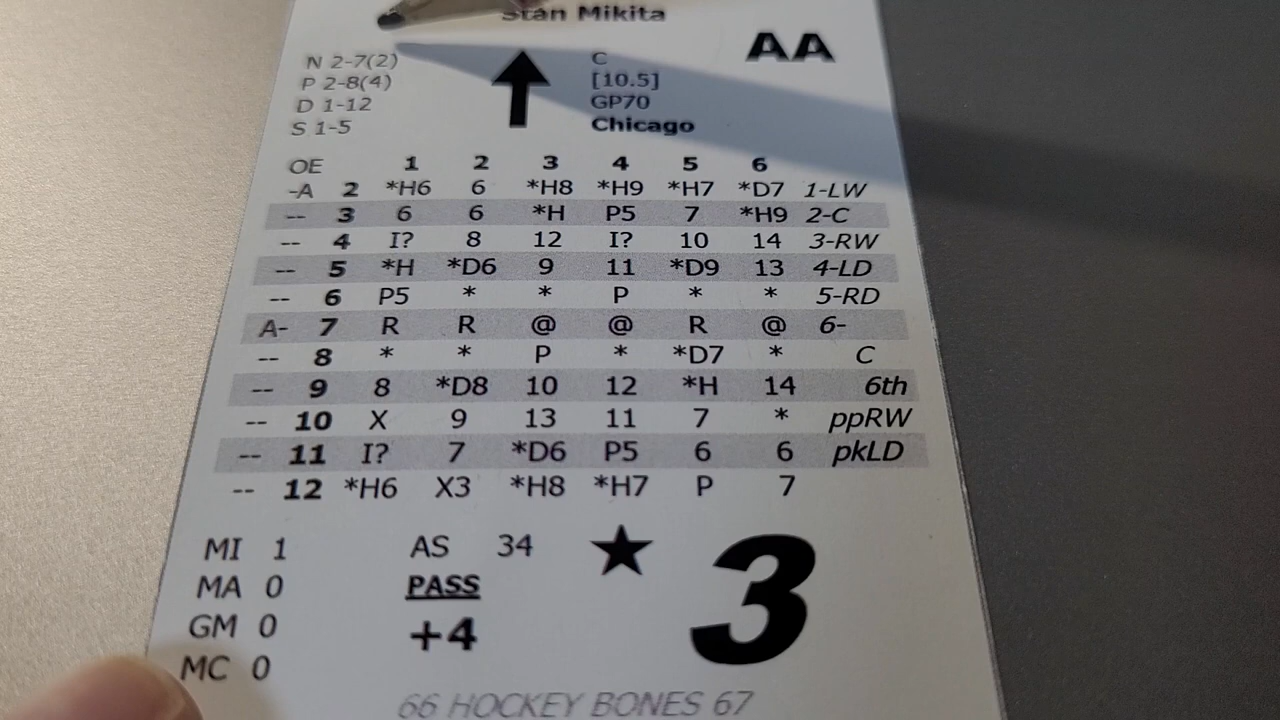 Stan Mikita
AA
N 2-7(2) C
P 2-8(4) [10.5]
D 1-12 GP70
S 1-5 Chicago
OE 1 2 3 4 5 6
-A 2 *H6 6 *H8 *H9 *H7 *D7 1-LW
-- 3 6 6 *H P5 7 *H9 2-C
-- 4 I? 8 12 I? 10 14 3-RW
-- 5 *H *D6 9 11 *D9 13 4-LD
-- 6 P5 * * P * * 5-RD
A- 7 R R @ @ R @ 6-
-- 8 * * P * *D7 * C
-- 9 8 *D8 10 12 *H 14 6th
-- 10 X 9 13 11 7 * ppRW
-- 11 I? 7 *D6 P5 6 6 pkLD
-- 12 *H6 X3 *H8 *H7 P 7
MI 1 AS 34 ★ 3
MA 0 PASS
GM 0 +4
MC 0
66 HOCKEY BONES 67